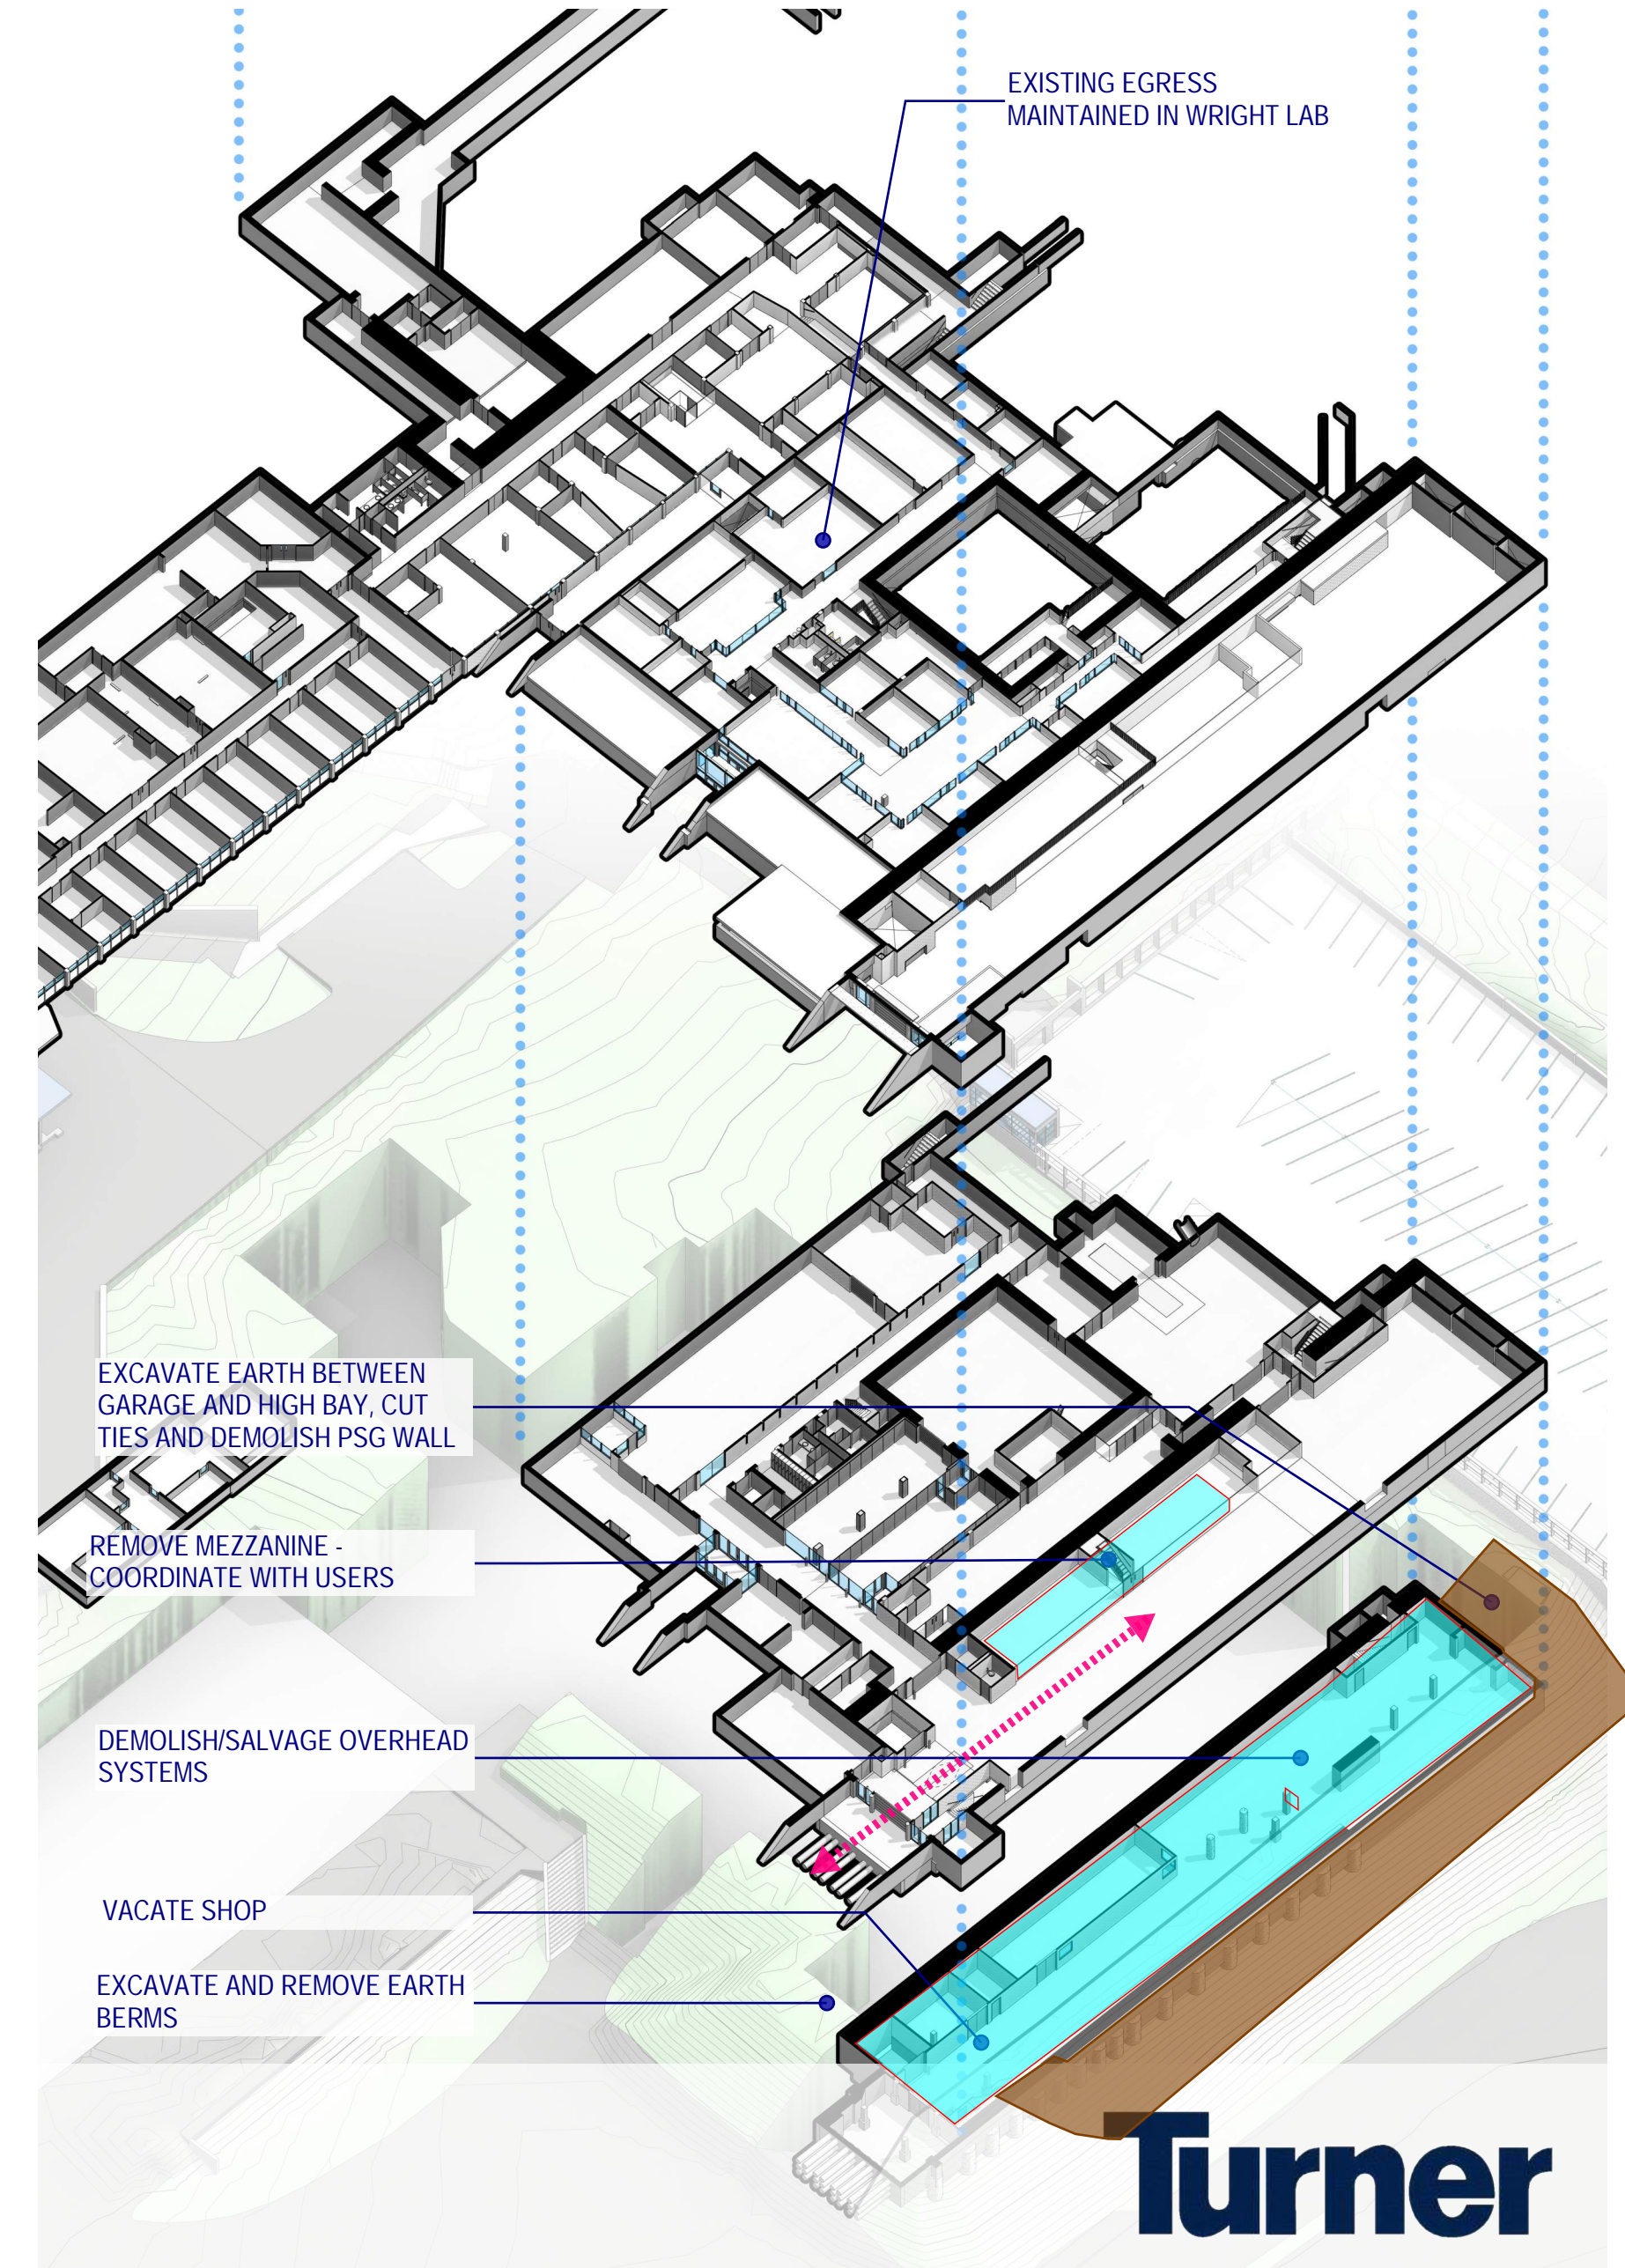 EXISTING EGRESS
MAINTAINED IN WRIGHT LAB
EXCAVATE EARTH BETWEEN
GARAGE AND HIGH BAY, CUT
TIES AND DEMOLISH PSG WALL
REMOVE MEZZANINE -
COORDINATE WITH USERS
DEMOLISH/SALVAGE OVERHEAD
SYSTEMS
VACATE SHOP
EXCAVATE AND REMOVE EARTH
BERMS
Turner